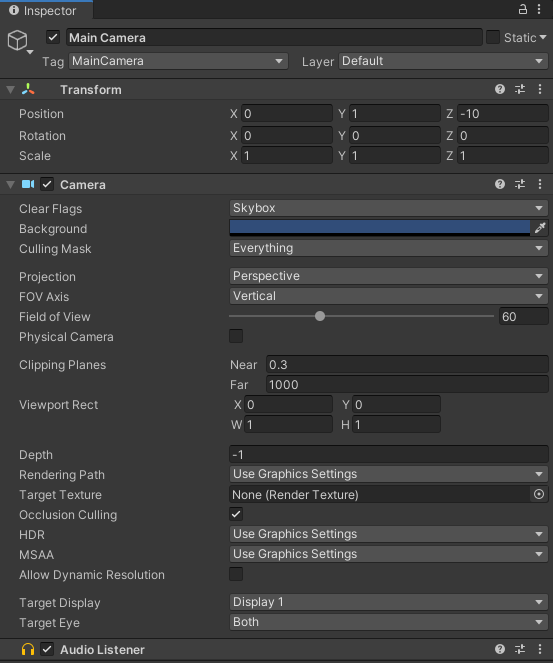 Inspector
Main Camera Static
Tag MainCamera Layer Default
Transform
Position X 0 Y 1 Z -10
Rotation X 0 Y 0 Z 0
Scale X 1 Y 1 Z 1
Camera
Clear Flags Skybox
Background
Culling Mask Everything
Projection Perspective
FOV Axis Vertical
Field of View 60
Physical Camera
Clipping Planes Near 0.3
Far 1000
Viewport Rect X 0 Y 0
W 1 H 1
Depth -1
Rendering Path Use Graphics Settings
Target Texture None (Render Texture)
Occlusion Culling
HDR Use Graphics Settings
MSAA Use Graphics Settings
Allow Dynamic Resolution
Target Display Display 1
Target Eye Both
Audio Listener